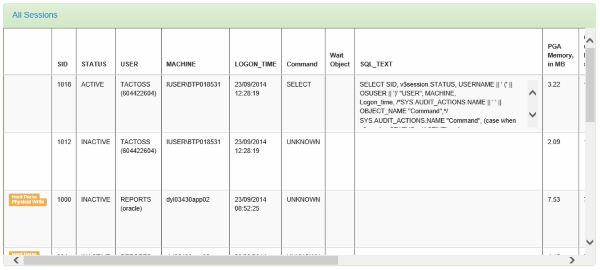 All Sessions
SID STATUS USER MACHINE LOGON_TIME Command Wait Object SQL_TEXT PGA Memory, in MB
1018 ACTIVE TACTOSS (604422604) IUSER\BTP018531 23/09/2014 12:28:19 SELECT 3.22
SELECT SID, v$session.STATUS, USERNAME || ' (' ||
OSUSER || ')' "USER", MACHINE,
Logon_time, /*SYS.AUDIT_ACTIONS.NAME || ' ' ||
OBJECT_NAME "Command",*/
SYS.AUDIT_ACTIONS.NAME "Command", (case when
1012 INACTIVE TACTOSS (604422604) IUSER\BTP018531 23/09/2014 12:28:19 UNKNOWN 2.09
Hard Parse
Physical Write
1000 INACTIVE REPORTS (oracle) dyl03430app02 23/09/2014 08:52:25 UNKNOWN 7.53